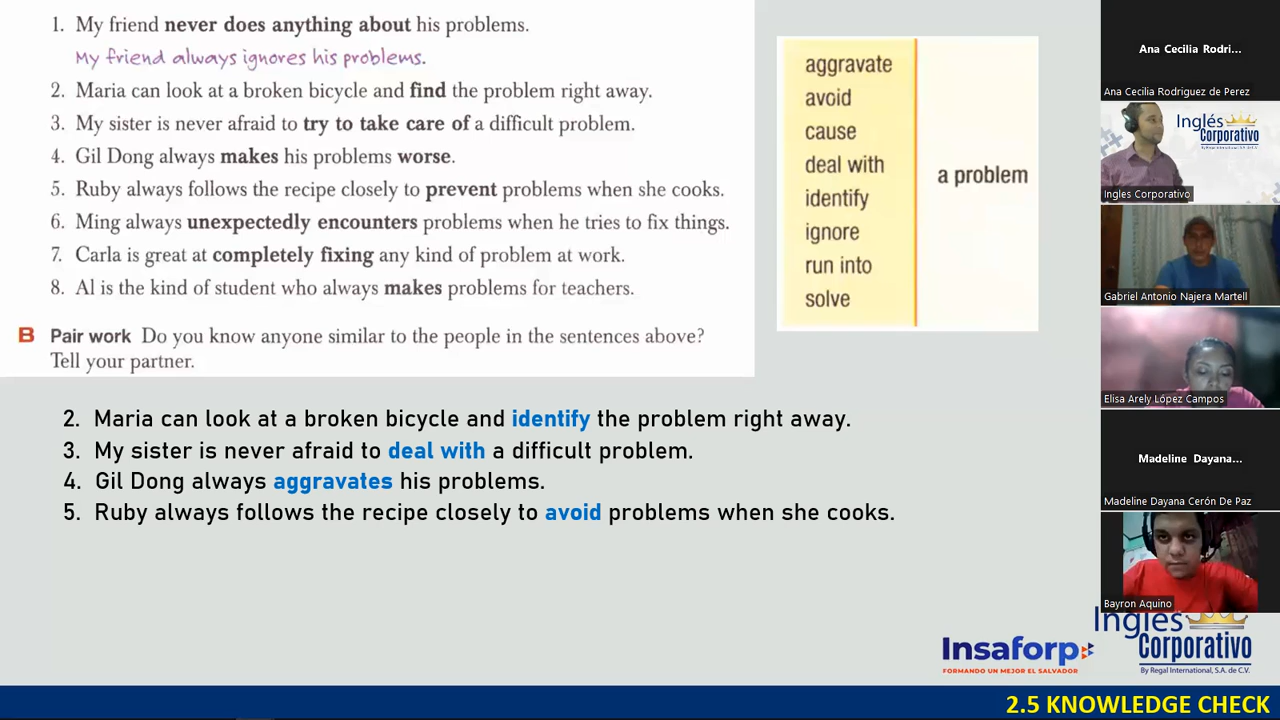 1. My friend never does anything about his problems.
My friend always ignores his problems.
2. Maria can look at a broken bicycle and find the problem right away.
3. My sister is never afraid to try to take care of a difficult problem.
4. Gil Dong always makes his problems worse.
5. Ruby always follows the recipe closely to prevent problems when she cooks.
6. Ming always unexpectedly encounters problems when he tries to fix things.
7. Carla is great at completely fixing any kind of problem at work.
8. Al is the kind of student who always makes problems for teachers.
B Pair work Do you know anyone similar to the people in the sentences above?
Tell your partner.
aggravate
avoid
cause
deal with
identify
ignore
run into
solve
a problem
2. Maria can look at a broken bicycle and identify the problem right away.
3. My sister is never afraid to deal with a difficult problem.
4. Gil Dong always aggravates his problems.
5. Ruby always follows the recipe closely to avoid problems when she cooks.
Ana Cecilia Rodri...
Ana Cecilia Rodriguez de Perez
Inglés
Corporativo
By Regal International, S.A. de C.V.
Ingles Corporativo
Gabriel Antonio Najera Martell
Elisa Arely López Campos
Madeline Dayana...
Madeline Dayana Cerón De Paz
Bayron Aquino
Insaforp
FORMANDO UN MEJOR EL SALVADOR
Inglés
Corporativo
By Regal International, S.A. de C.V.
2.5 KNOWLEDGE CHECK